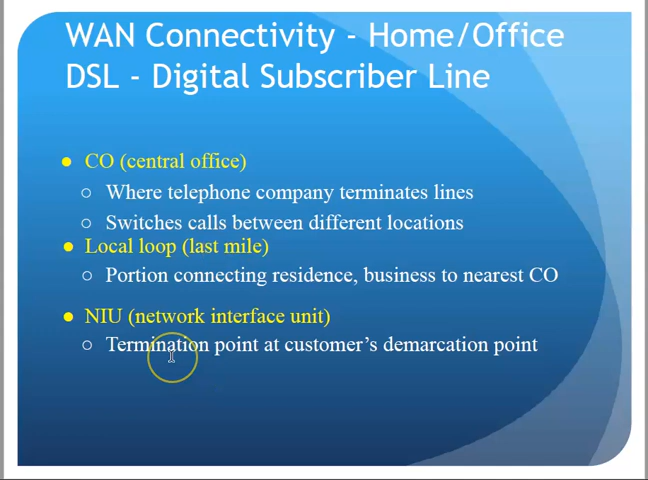 WAN Connectivity - Home/Office
DSL - Digital Subscriber Line
● CO (central office)
○ Where telephone company terminates lines
○ Switches calls between different locations
● Local loop (last mile)
○ Portion connecting residence, business to nearest CO
● NIU (network interface unit)
○ Termination point at customer’s demarcation point